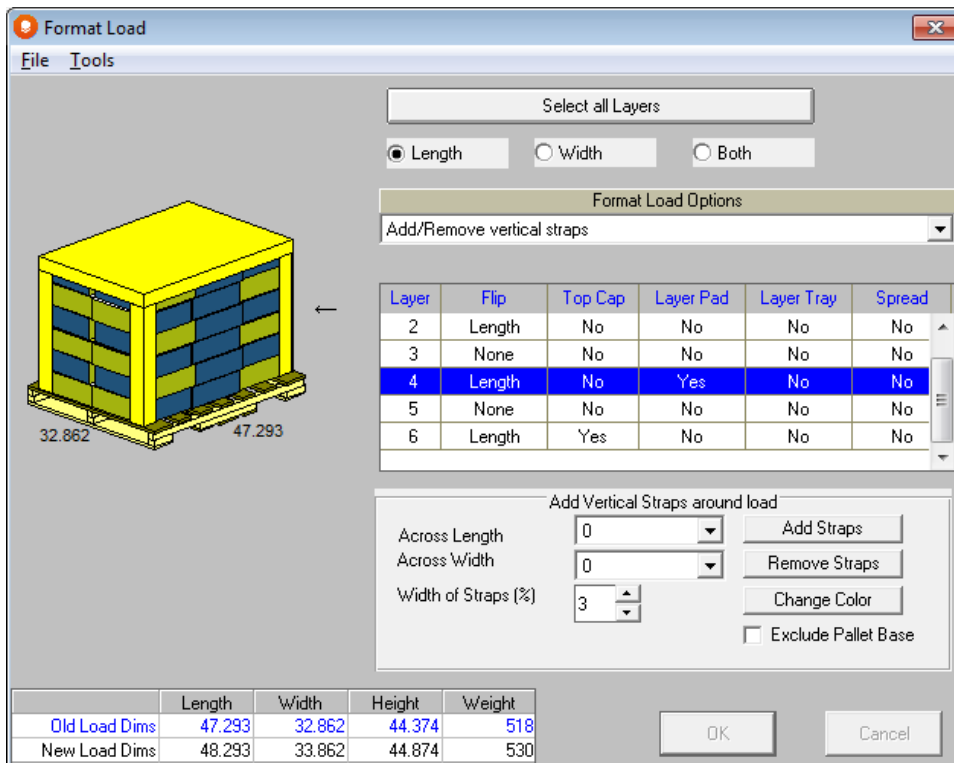 Format Load
File Tools
Select all Layers
Length Width Both
Format Load Options
Add/Remove vertical straps
Layer Flip Top Cap Layer Pad Layer Tray Spread
2 Length No No No No
3 None No No No No
4 Length No Yes No No
5 None No No No No
6 Length Yes No No No
32.862 47.293
Add Vertical Straps around load
Across Length 0 Add Straps
Across Width 0 Remove Straps
Width of Straps (%) 3 Change Color
Exclude Pallet Base
Length Width Height Weight
Old Load Dims 47.293 32.862 44.374 518
New Load Dims 48.293 33.862 44.874 530
OK Cancel